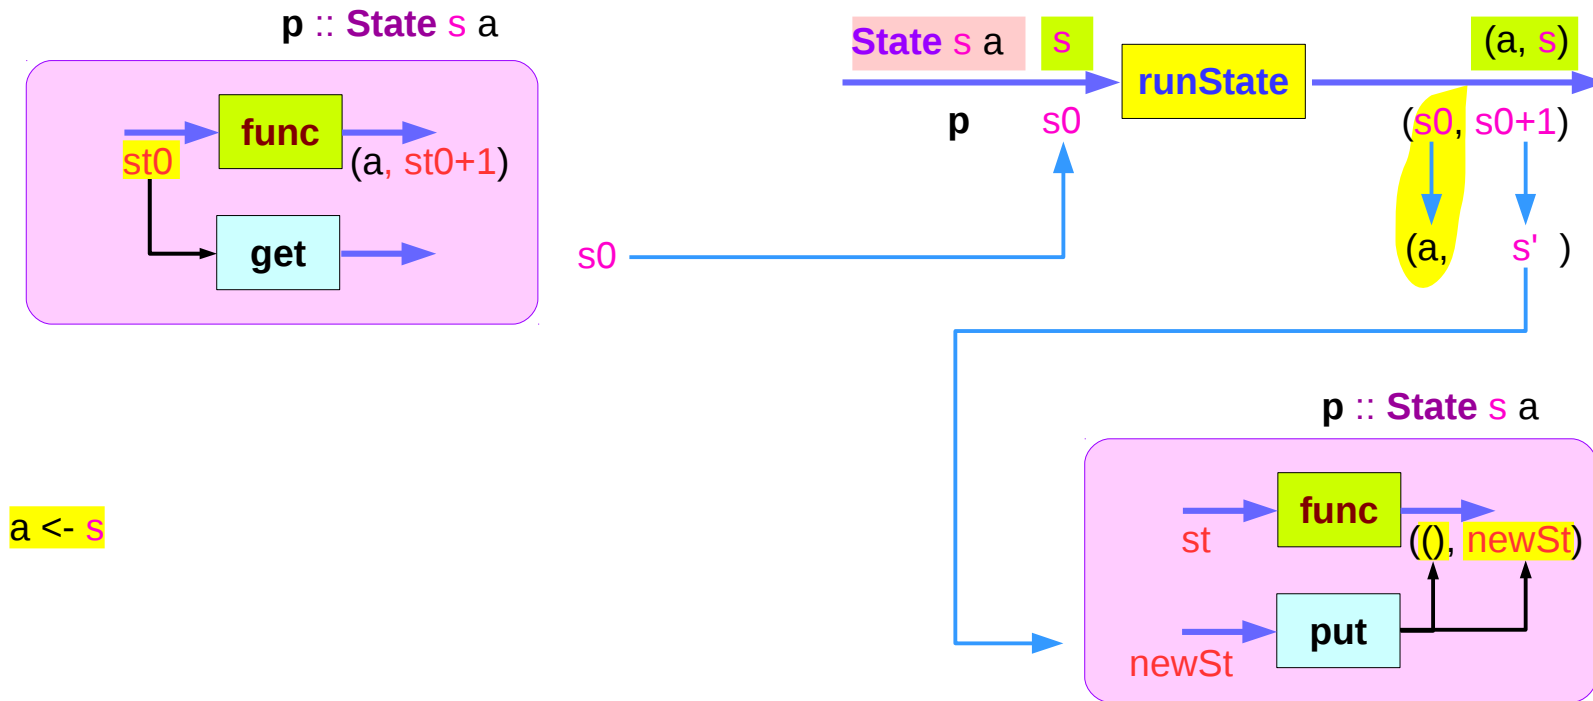 p :: State s a
func
st0
(a, st0+1)
get
s0
State s a
s
runState
(a, s)
p
s0
(s0, s0+1)
(a, s' )
a <- s
p :: State s a
func
st
((), newSt)
put
newSt